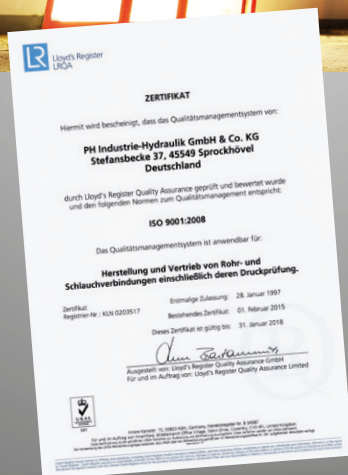 LR
Lloyd's Register
LRQA
ZERTIFIKAT
Hiermit wird bescheinigt, dass das Qualitätsmanagementsystem von:
PH Industrie-Hydraulik GmbH & Co. KG
Stefansbecke 37, 45549 Sprockhövel
Deutschland
durch Lloyd's Register Quality Assurance geprüft und bewertet wurde
und den folgenden Normen zum Qualitätsmanagement entspricht:
ISO 9001:2008
Das Qualitätsmanagementsystem ist anwendbar für:
Herstellung und Vertrieb von Rohr- und
Schlauchverbindungen einschließlich deren Druckprüfung.
Zertifikat
Registrier-Nr.: KLN 0203517
Erstmalige Zulassung: 28. Januar 1997
Bestehendes Zertifikat: 01. Februar 2015
Dieses Zertifikat ist gültig bis: 31. Januar 2018
Ausgestellt von: Lloyd's Register Quality Assurance GmbH
Für und im Auftrag von: Lloyd's Register Quality Assurance Limited
UKAS
001